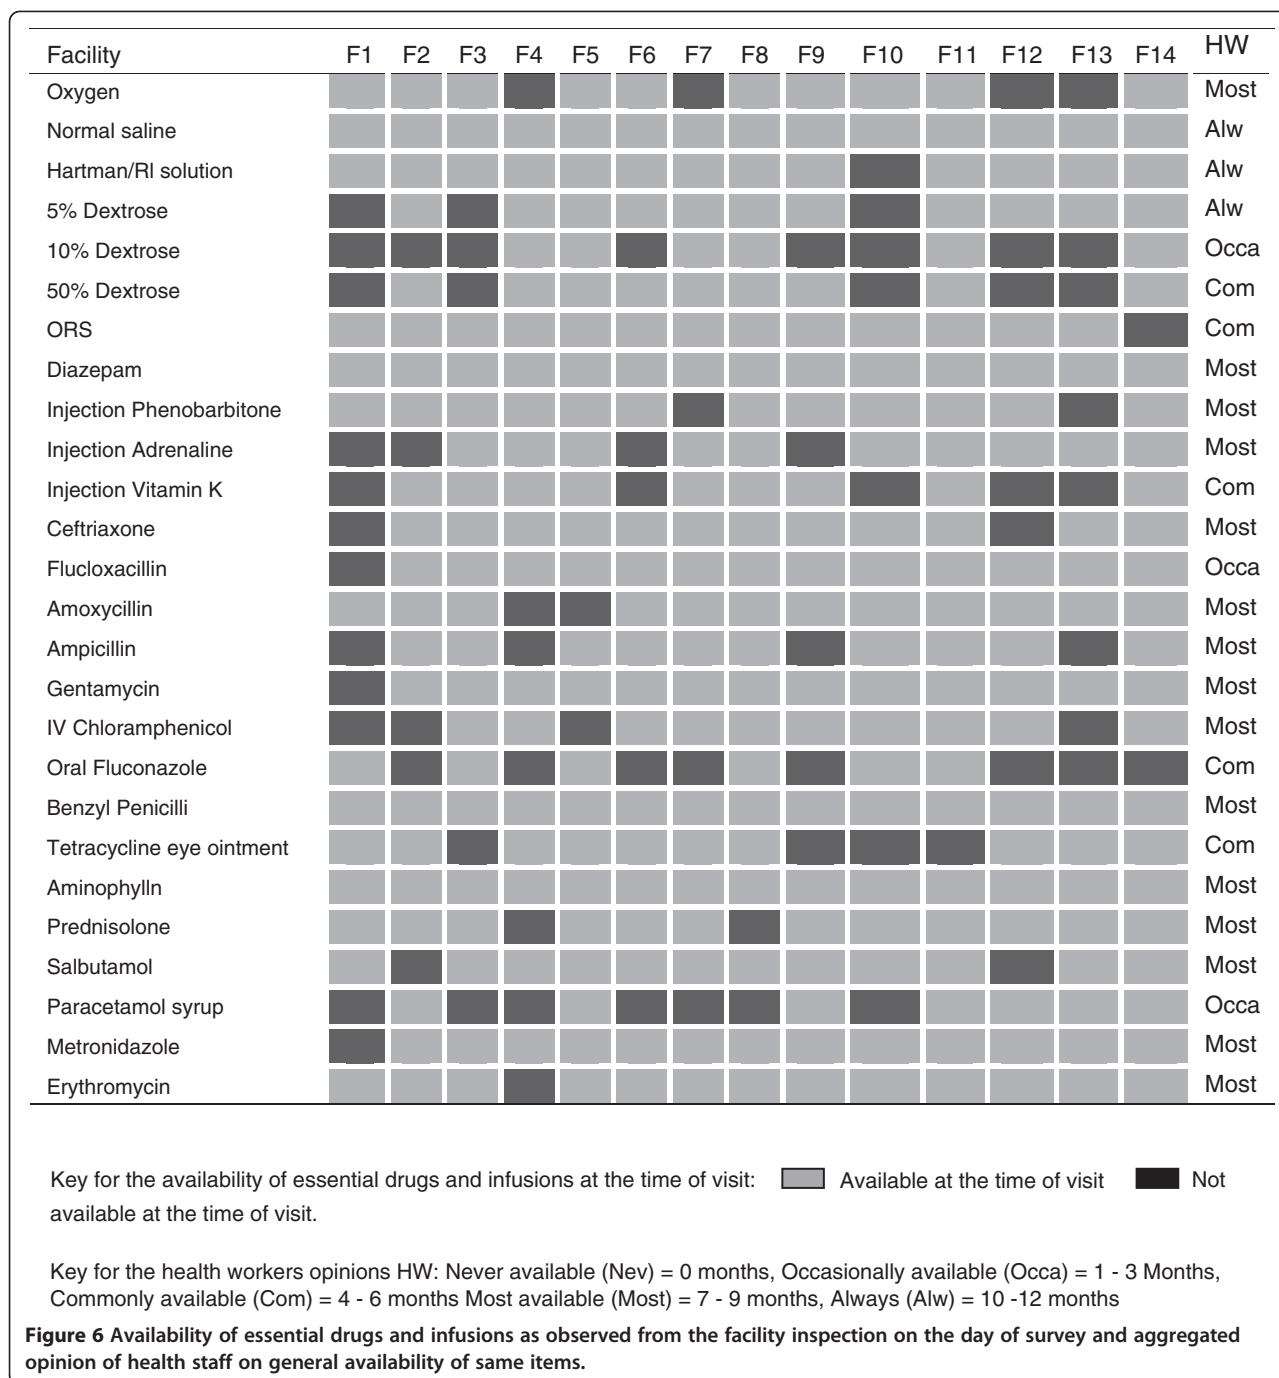 Facility F1 F2 F3 F4 F5 F6 F7 F8 F9 F10 F11 F12 F13 F14 HW
Oxygen Most
Normal saline Alw
Hartman/Rl solution Alw
5% Dextrose Alw
10% Dextrose Occa
50% Dextrose Com
ORS Com
Diazepam Most
Injection Phenobarbitone Most
Injection Adrenaline Most
Injection Vitamin K Com
Ceftriaxone Most
Flucloxacillin Occa
Amoxycillin Most
Ampicillin Most
Gentamycin Most
IV Chloramphenicol Most
Oral Fluconazole Com
Benzyl Penicilli Most
Tetracycline eye ointment Com
Aminophylln Most
Prednisolone Most
Salbutamol Most
Paracetamol syrup Occa
Metronidazole Most
Erythromycin Most
Key for the availability of essential drugs and infusions at the time of visit: Available at the time of visit Not
available at the time of visit.
Key for the health workers opinions HW: Never available (Nev) = 0 months, Occasionally available (Occa) = 1 - 3 Months,
Commonly available (Com) = 4 - 6 months Most available (Most) = 7 - 9 months, Always (Alw) = 10 -12 months
Figure 6 Availability of essential drugs and infusions as observed from the facility inspection on the day of survey and aggregated
opinion of health staff on general availability of same items.